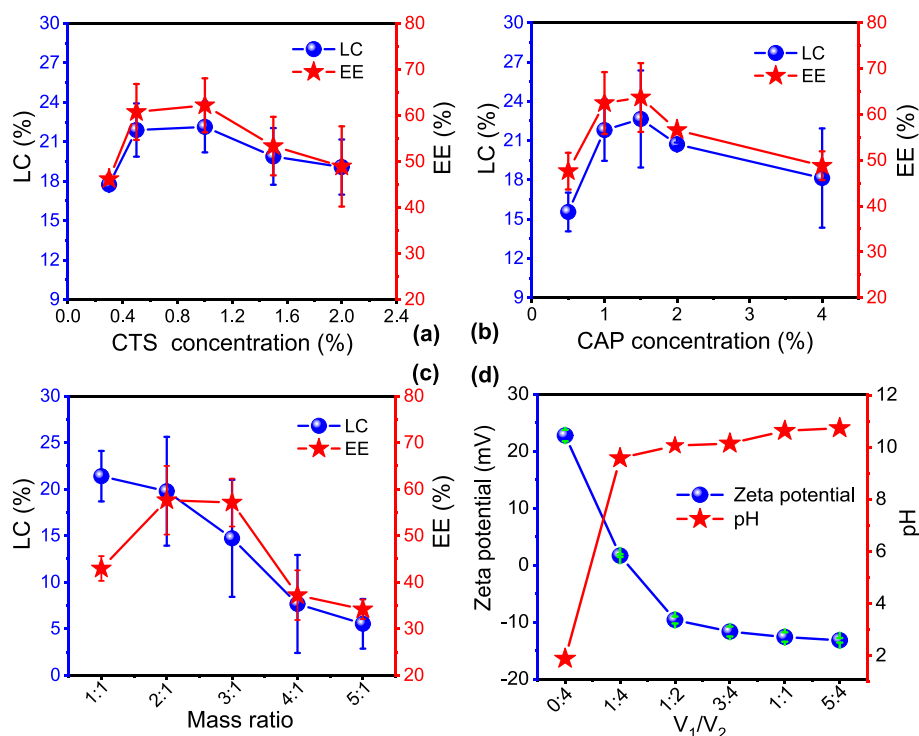 30
27
24
21
18
15
12
9
LC (%)
80
70
60
50
40
30
20
EE (%)
LC
EE
0.0 0.4 0.8 1.2 1.6 2.0 2.4
CTS concentration (%)
(a)
30
27
24
21
18
15
12
9
LC (%)
80
70
60
50
40
30
20
EE (%)
LC
EE
0 1 2 3 4
CAP concentration (%)
(b)
(c)
30
25
20
15
10
5
0
LC (%)
80
70
60
50
40
30
20
EE (%)
LC
EE
1:1 2:1 3:1 4:1 5:1
Mass ratio
(d)
30
20
10
0
-10
-20
Zeta potential (mV)
12
10
8
6
4
2
pH
Zeta potential
pH
0:4 1:4 1:2 3:4 1:1 5:4
V₁/V₂